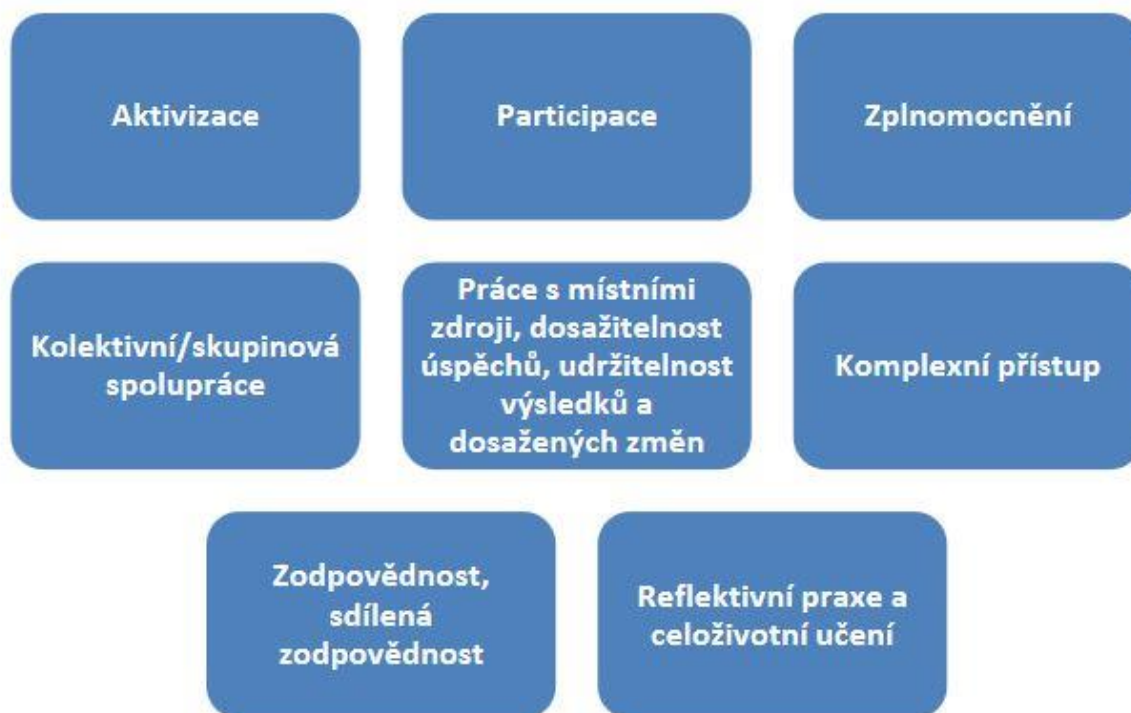 Aktivizace
Participace
Zplnomocnění
Kolektivní/skupinová
spolupráce
Práce s místními
zdroji, dosažitelnost
úspěchů, udržitelnost
výsledků a
dosažených změn
Komplexní přístup
Zodpovědnost,
sdílená
zodpovědnost
Reflektivní praxe a
celoživotní učení